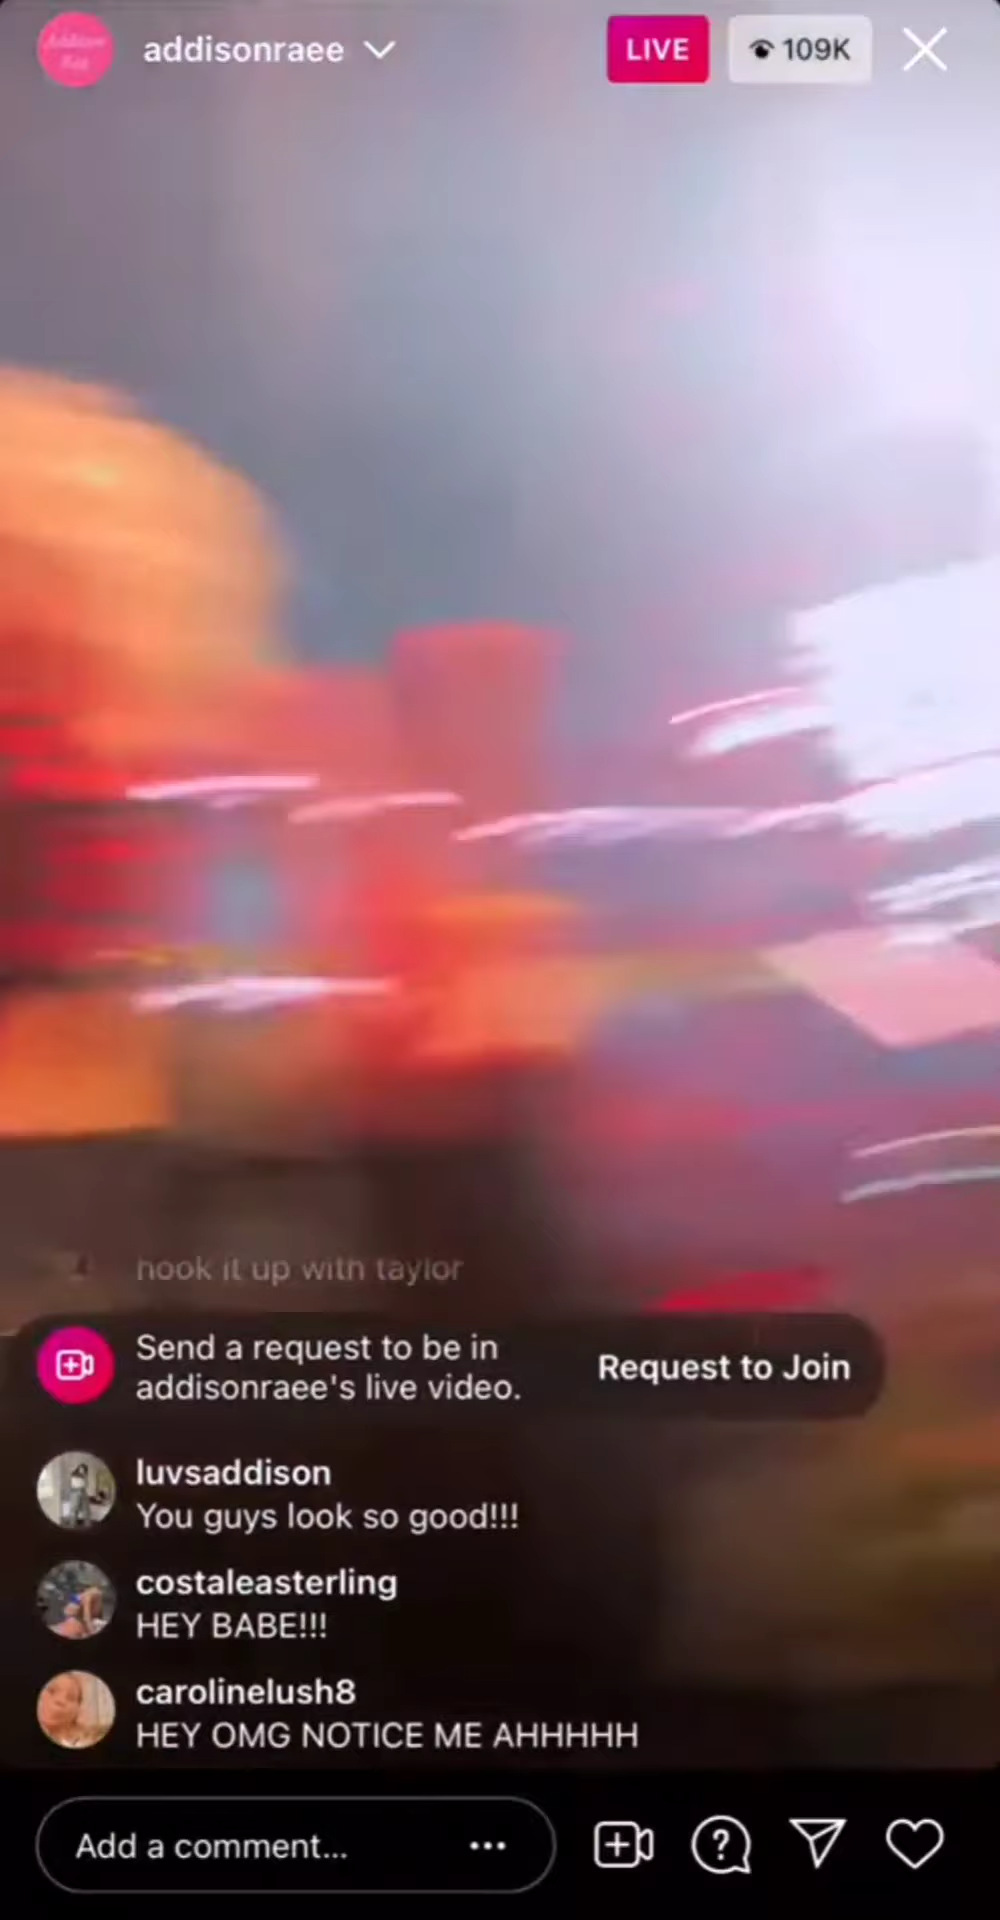 addisonraee
LIVE
109K
hook it up with taylor
Send a request to be in
addisonraee's live video.
Request to Join
luvsaddison
You guys look so good!!!
costaleasterling
HEY BABE!!!
carolinelush8
HEY OMG NOTICE ME AHHHHH
Add a comment...